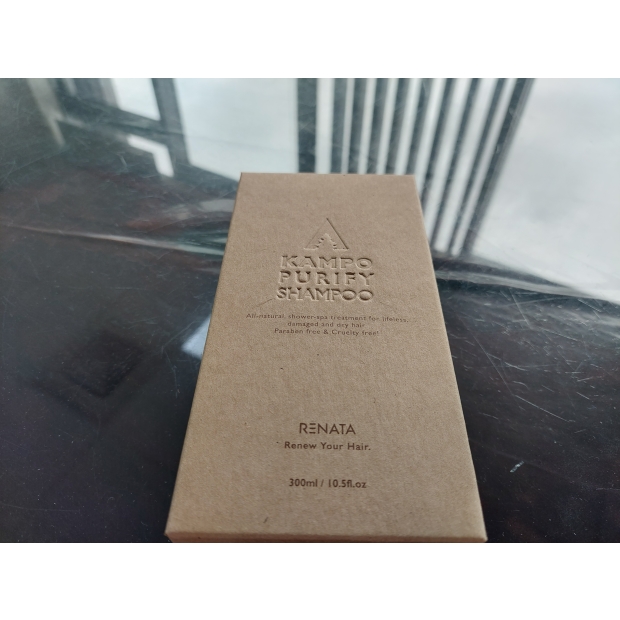 KAMPO
PURIFY
SHAMPOO
All-natural, shower-spa treatment for lifeless,
damaged and dry hair
Paraben free & Cruelty free!
RENATA
Renew Your Hair.
300ml / 10.5fl.oz